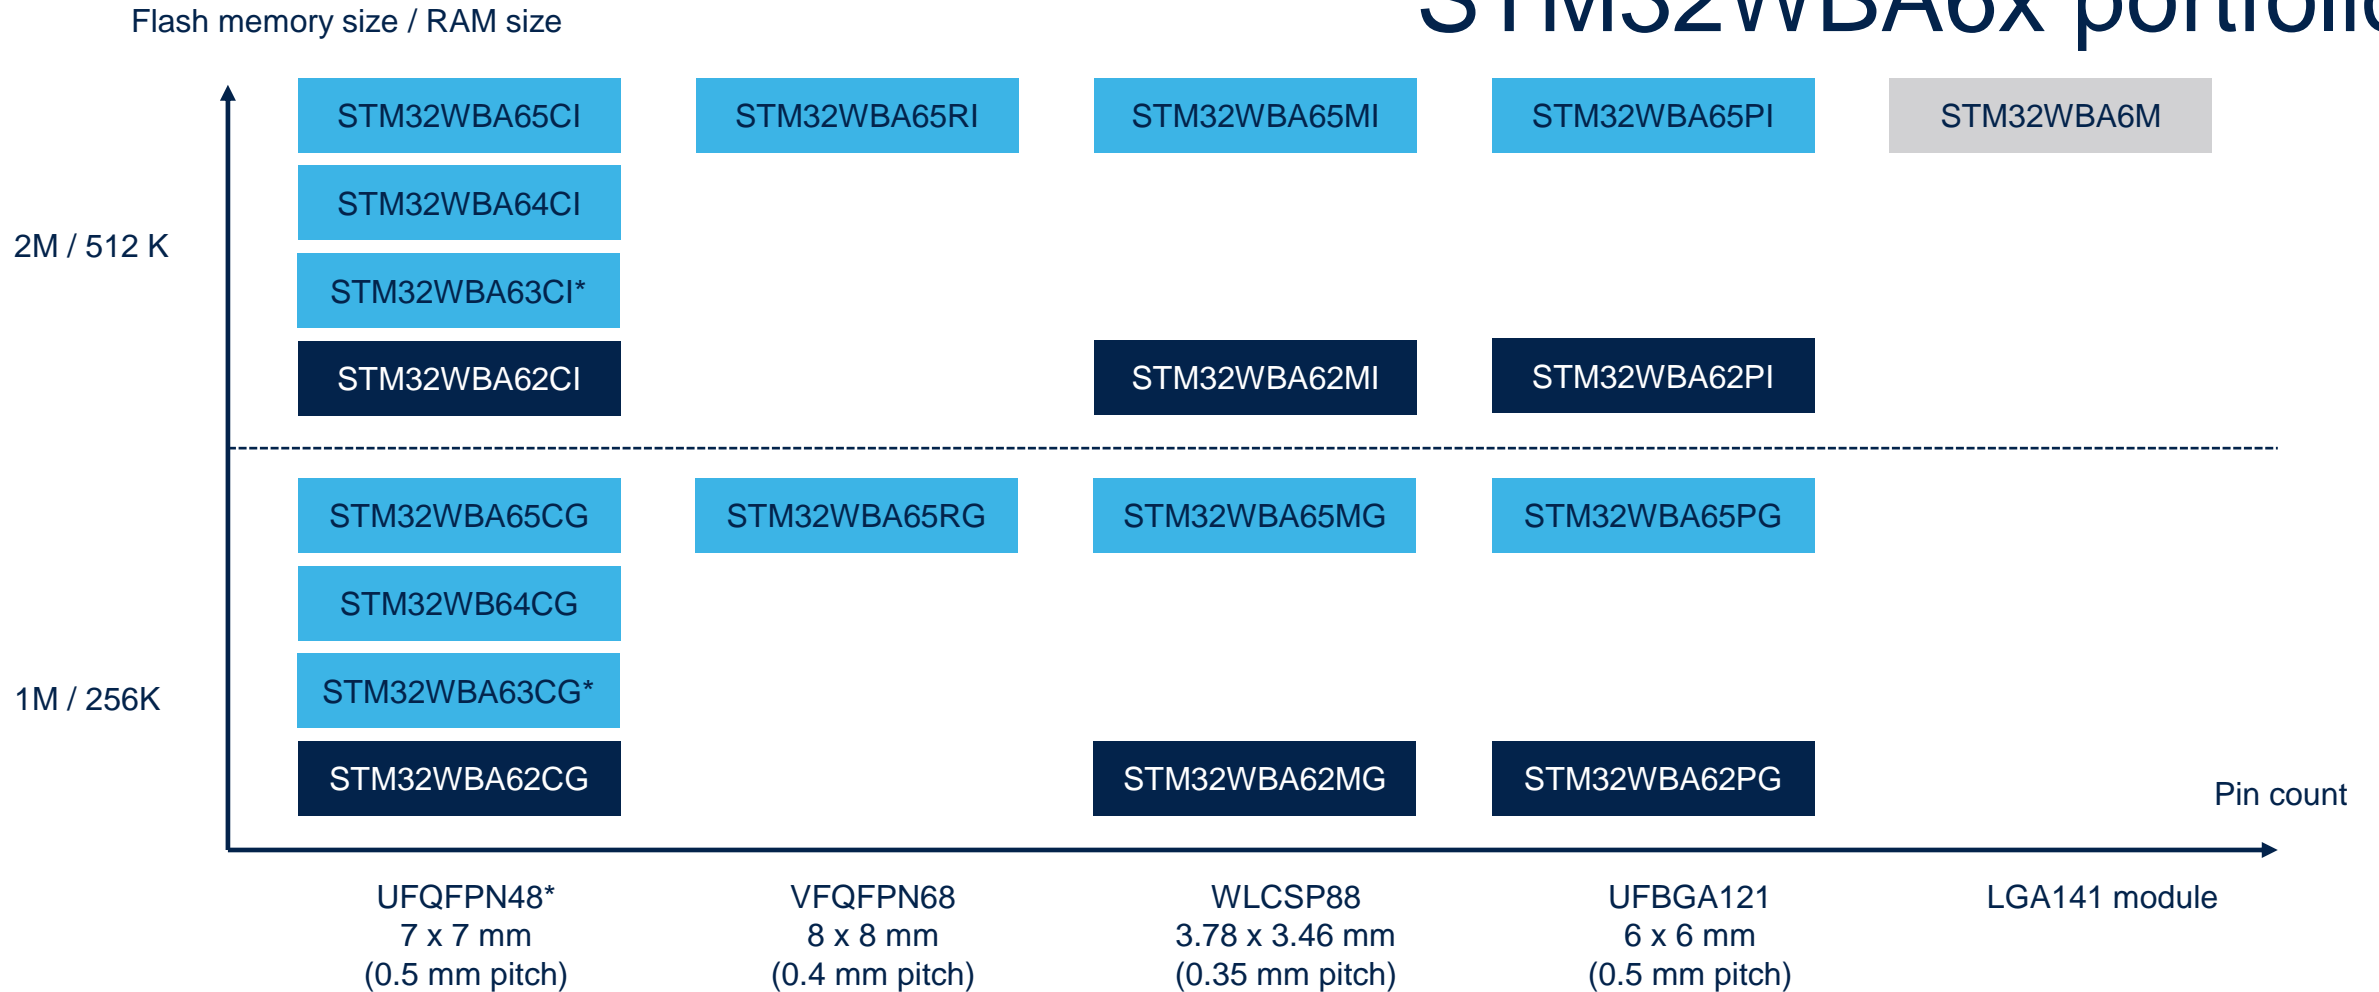 STM32WBA6x portfolio
Flash memory size / RAM size
STM32WBA65CI
STM32WBA65RI
STM32WBA65MI
STM32WBA65PI
STM32WBA6M
STM32WBA64CI
2M / 512 K
STM32WBA63CI*
STM32WBA62CI
STM32WBA62MI
STM32WBA62PI
STM32WBA65CG
STM32WBA65RG
STM32WBA65MG
STM32WBA65PG
STM32WB64CG
1M / 256K
STM32WBA63CG*
STM32WBA62CG
STM32WBA62MG
STM32WBA62PG
Pin count
UFQFPN48*
7 x 7 mm
(0.5 mm pitch)
VFQFPN68
8 x 8 mm
(0.4 mm pitch)
WLCSP88
3.78 x 3.46 mm
(0.35 mm pitch)
UFBGA121
6 x 6 mm
(0.5 mm pitch)
LGA141 module